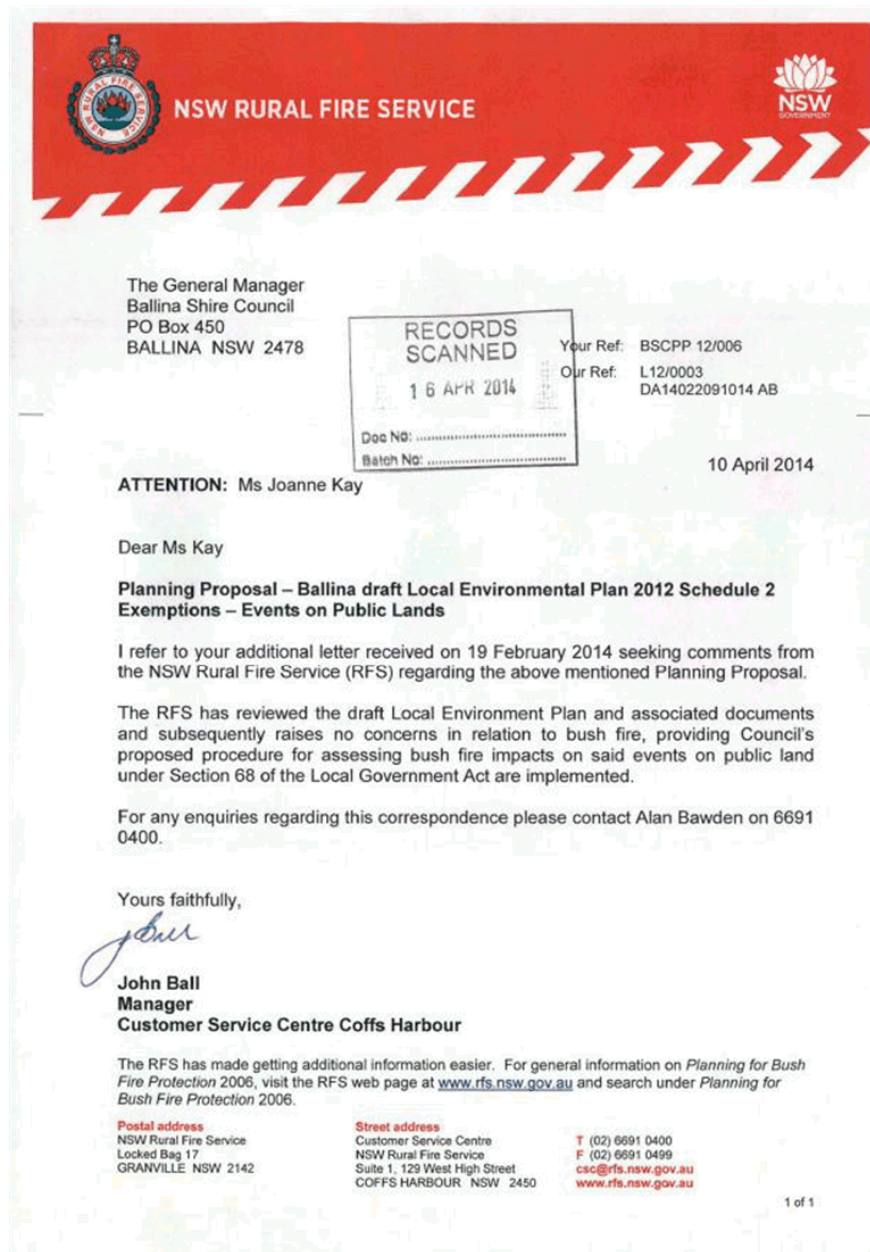 NSW RURAL FIRE SERVICE
NSW RURAL FIRE SERVICE
NSW
GOVERNMENT
The General Manager
Ballina Shire Council
PO Box 450
BALLINA NSW 2478
RECORDS
SCANNED
16 APR 2014
Doc No:
Batch No:
Your Ref: BSCPP 12/006
Our Ref: L12/0003
DA14022091014 AB
10 April 2014
ATTENTION: Ms Joanne Kay
Dear Ms Kay
Planning Proposal – Ballina draft Local Environmental Plan 2012 Schedule 2
Exemptions – Events on Public Lands
I refer to your additional letter received on 19 February 2014 seeking comments from
the NSW Rural Fire Service (RFS) regarding the above mentioned Planning Proposal.
The RFS has reviewed the draft Local Environment Plan and associated documents
and subsequently raises no concerns in relation to bush fire, providing Council's
proposed procedure for assessing bush fire impacts on said events on public land
under Section 68 of the Local Government Act are implemented.
For any enquiries regarding this correspondence please contact Alan Bawden on 6691
0400.
Yours faithfully,
John Ball
Manager
Customer Service Centre Coffs Harbour
The RFS has made getting additional information easier. For general information on Planning for Bush
Fire Protection 2006, visit the RFS web page at www.rfs.nsw.gov.au and search under Planning for
Bush Fire Protection 2006.
Postal address
NSW Rural Fire Service
Locked Bag 17
GRANVILLE NSW 2142
Street address
Customer Service Centre
NSW Rural Fire Service
Suite 1, 129 West High Street
COFFS HARBOUR NSW 2450
T (02) 6691 0400
F (02) 6691 0499
csc@rfs.nsw.gov.au
www.rfs.nsw.gov.au
1 of 1